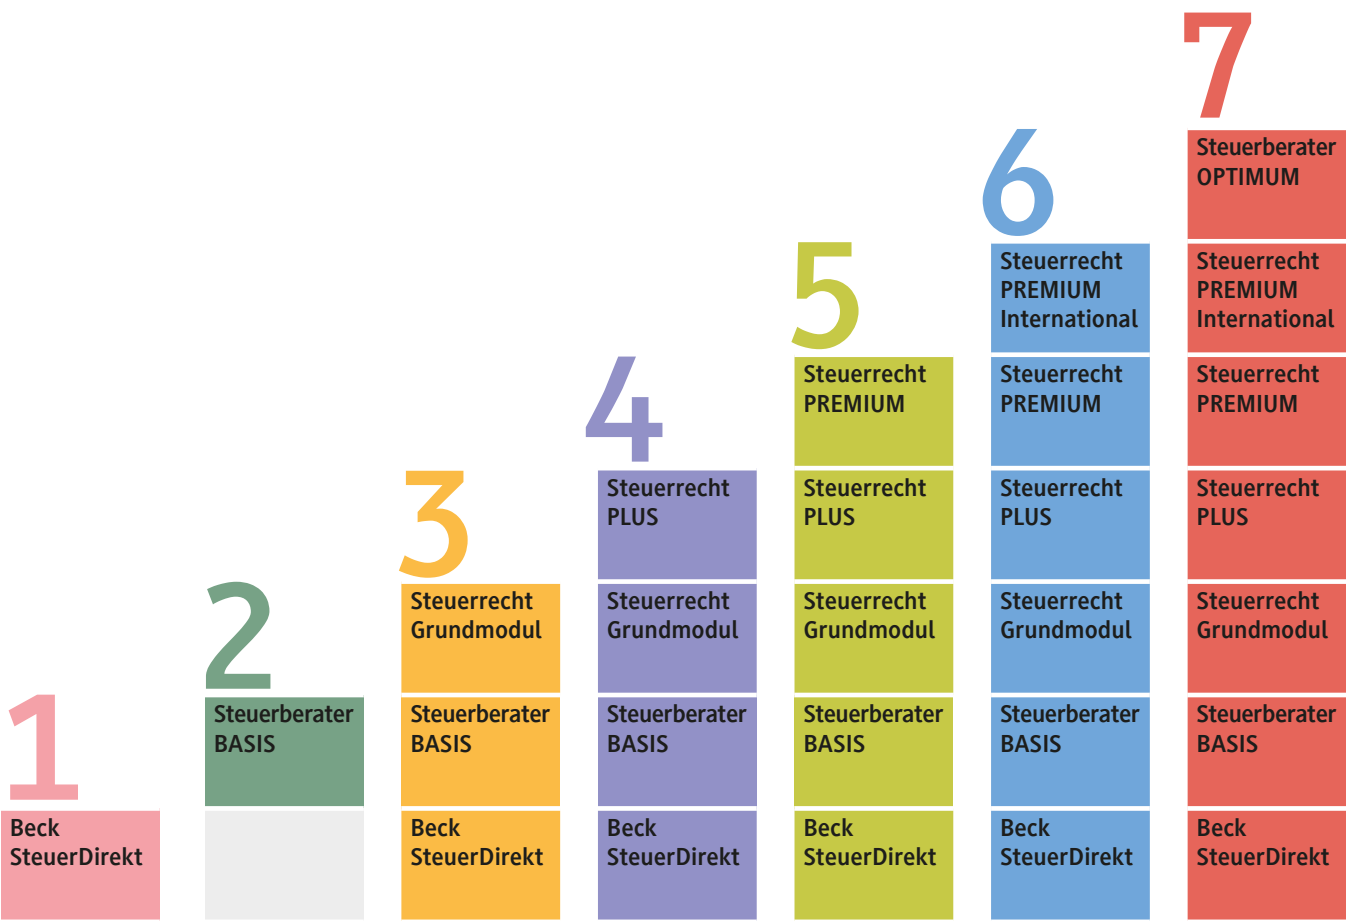 1
Beck
SteuerDirekt
2
Steuerberater
BASIS
3
Steuerrecht
Grundmodul
Steuerberater
BASIS
Beck
SteuerDirekt
4
Steuerrecht
PLUS
Steuerrecht
Grundmodul
Steuerberater
BASIS
Beck
SteuerDirekt
5
Steuerrecht
PREMIUM
Steuerrecht
PLUS
Steuerrecht
Grundmodul
Steuerberater
BASIS
Beck
SteuerDirekt
6
Steuerrecht
PREMIUM
International
Steuerrecht
PREMIUM
Steuerrecht
PLUS
Steuerrecht
Grundmodul
Steuerberater
BASIS
Beck
SteuerDirekt
7
Steuerberater
OPTIMUM
Steuerrecht
PREMIUM
International
Steuerrecht
PREMIUM
Steuerrecht
PLUS
Steuerrecht
Grundmodul
Steuerberater
BASIS
Beck
SteuerDirekt